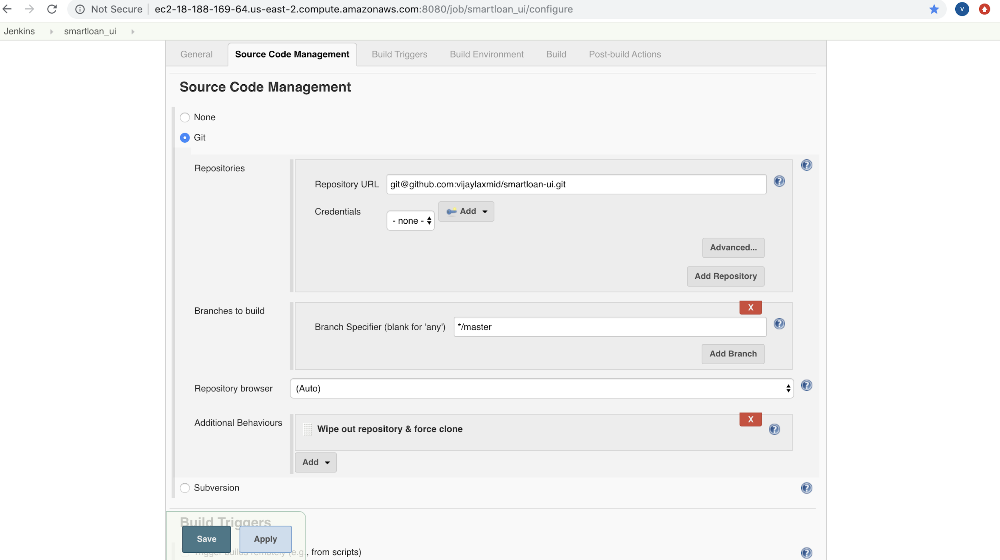 Not Secure ec2-18-188-169-64.us-east-2.compute.amazonaws.com:8080/job/smartloan_ui/configure V
Jenkins smartloan_ui
General Source Code Management Build Triggers Build Environment Build Post-build Actions
Source Code Management
None
Git
Repositories
Repository URL git@github.com:vijaylaxmid/smartloan-ui.git
Credentials - none - Add
Advanced...
Add Repository
Branches to build X
Branch Specifier (blank for 'any') */master
Add Branch
Repository browser (Auto)
Additional Behaviours X
Wipe out repository & force clone
Add
Subversion
Build Triggers
Save Apply
Trigger builds remotely (e.g., from scripts)